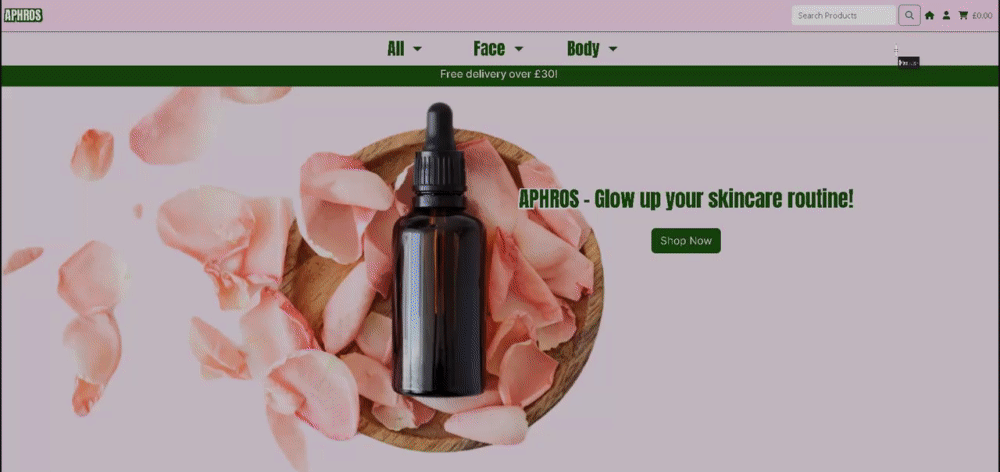 APHROS
Search Products
£0.00
All
Face
Body
Free delivery over £30!
APHROS - Glow up your skincare routine!
Shop Now